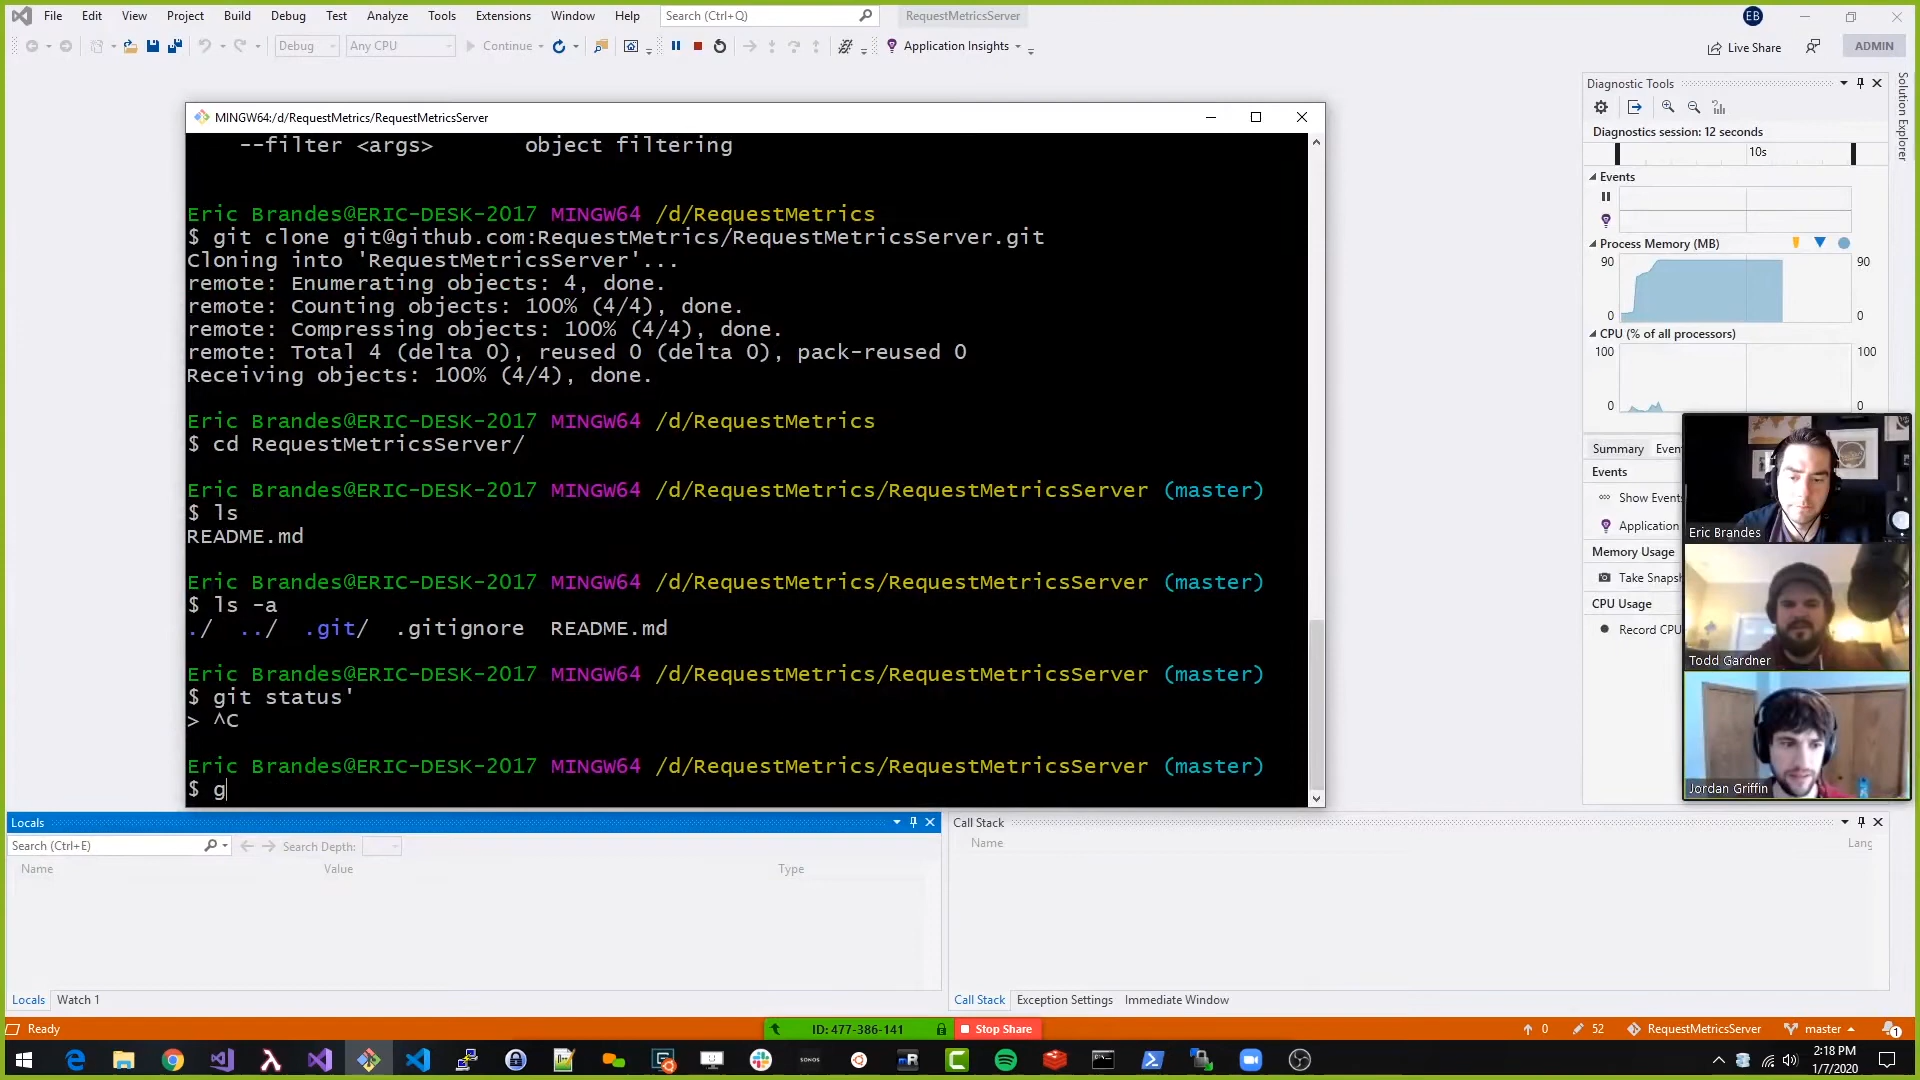 File Edit View Project Build Debug Test Analyze Tools Extensions Window Help Search (Ctrl+Q) RequestMetricsServer EB
Debug Any CPU Continue Application Insights Live Share ADMIN
Diagnostic Tools
Solution Explorer
Diagnostics session: 12 seconds
10s
Events
Process Memory (MB)
90 90
0 0
CPU (% of all processors)
100 100
0 0
Summary Even
Events
Show Events
Application
Memory Usage
Take Snapsh
CPU Usage
Record CPU
MINGW64:/d/RequestMetrics/RequestMetricsServer
--filter <args> object filtering
Eric Brandes@ERIC-DESK-2017 MINGW64 /d/RequestMetrics
$ git clone git@github.com:RequestMetrics/RequestMetricsServer.git
Cloning into 'RequestMetricsServer'...
remote: Enumerating objects: 4, done.
remote: Counting objects: 100% (4/4), done.
remote: Compressing objects: 100% (4/4), done.
remote: Total 4 (delta 0), reused 0 (delta 0), pack-reused 0
Receiving objects: 100% (4/4), done.
Eric Brandes@ERIC-DESK-2017 MINGW64 /d/RequestMetrics
$ cd RequestMetricsServer/
Eric Brandes@ERIC-DESK-2017 MINGW64 /d/RequestMetrics/RequestMetricsServer (master)
$ ls
README.md
Eric Brandes@ERIC-DESK-2017 MINGW64 /d/RequestMetrics/RequestMetricsServer (master)
$ ls -a
./ ../ .git/ .gitignore README.md
Eric Brandes@ERIC-DESK-2017 MINGW64 /d/RequestMetrics/RequestMetricsServer (master)
$ git status'
> ^C
Eric Brandes@ERIC-DESK-2017 MINGW64 /d/RequestMetrics/RequestMetricsServer (master)
$ g
Eric Brandes
Todd Gardner
Jordan Griffin
Locals
Search (Ctrl+E) Search Depth:
Name Value Type
Locals Watch 1
Call Stack
Name Lang
Call Stack Exception Settings Immediate Window
Ready ID: 477-386-141 Stop Share 0 52 RequestMetricsServer master 1
SONOS
2:18 PM
1/7/2020